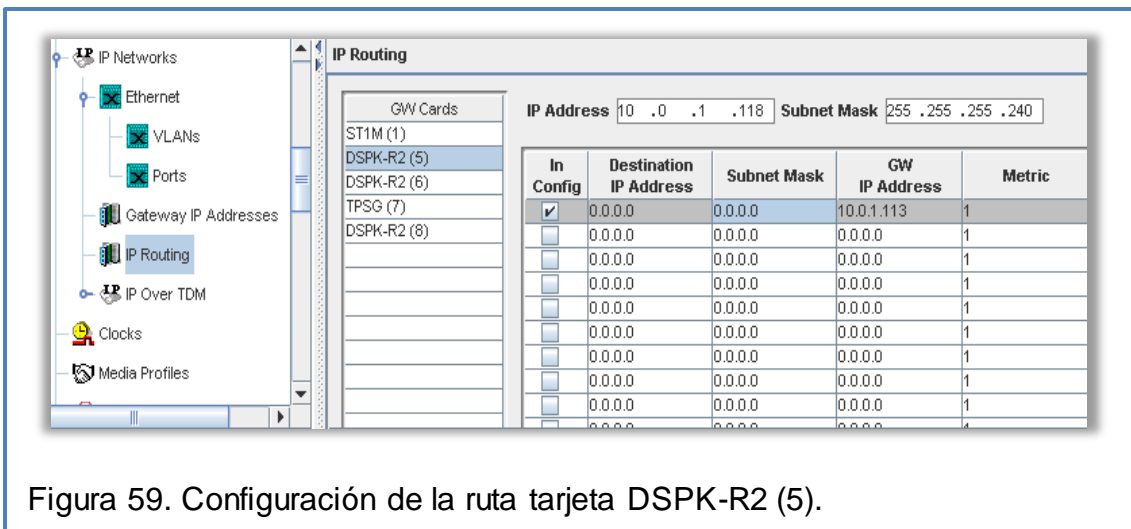 IP Networks
Ethernet
VLANs
Ports
Gateway IP Addresses
IP Routing
IP Over TDM
Clocks
Media Profiles
IP Routing
GW Cards
ST1M (1)
DSPK-R2 (5)
DSPK-R2 (6)
TPSG (7)
DSPK-R2 (8)
IP Address 10 .0 .1 .118 Subnet Mask 255 .255 .255 .240
In Config Destination IP Address Subnet Mask GW IP Address Metric
0.0.0.0 0.0.0.0 10.0.1.113 1
0.0.0.0 0.0.0.0 0.0.0.0 1
0.0.0.0 0.0.0.0 0.0.0.0 1
0.0.0.0 0.0.0.0 0.0.0.0 1
0.0.0.0 0.0.0.0 0.0.0.0 1
0.0.0.0 0.0.0.0 0.0.0.0 1
0.0.0.0 0.0.0.0 0.0.0.0 1
0.0.0.0 0.0.0.0 0.0.0.0 1
0.0.0.0 0.0.0.0 0.0.0.0 1
Figura 59. Configuración de la ruta tarjeta DSPK-R2 (5).